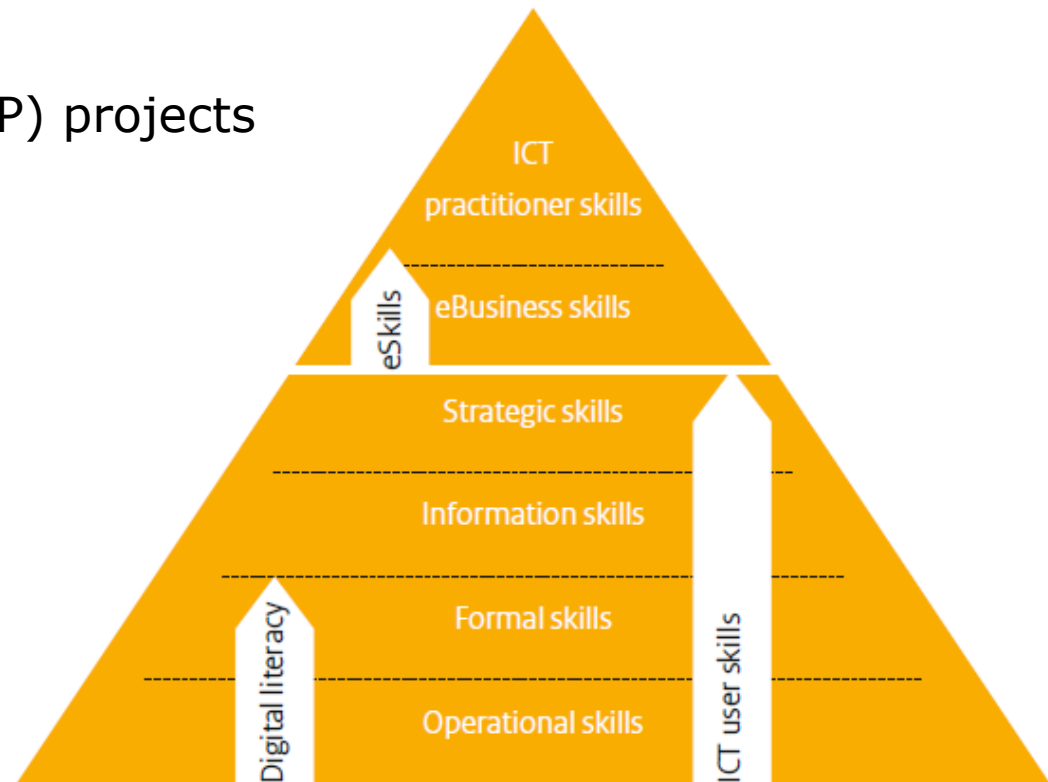 P) projects
ICT
practitioner skills
eSkills
eBusiness skills
Strategic skills
Information skills
Formal skills
Digital literacy
ICT user skills
Operational skills